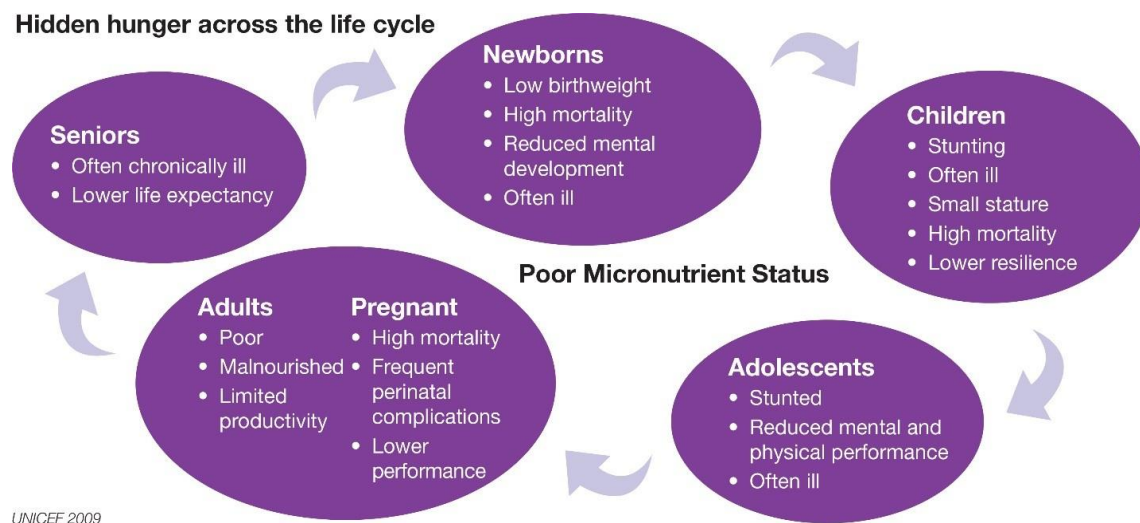 Hidden hunger across the life cycle
Newborns
• Low birthweight
• High mortality
• Reduced mental
development
• Often ill
Children
• Stunting
• Often ill
• Small stature
• High mortality
• Lower resilience
Seniors
• Often chronically ill
• Lower life expectancy
Poor Micronutrient Status
Adults
• Poor
• Malnourished
• Limited
productivity
Pregnant
• High mortality
• Frequent
perinatal
complications
• Lower
performance
Adolescents
• Stunted
• Reduced mental and
physical performance
• Often ill
UNICEF 2009